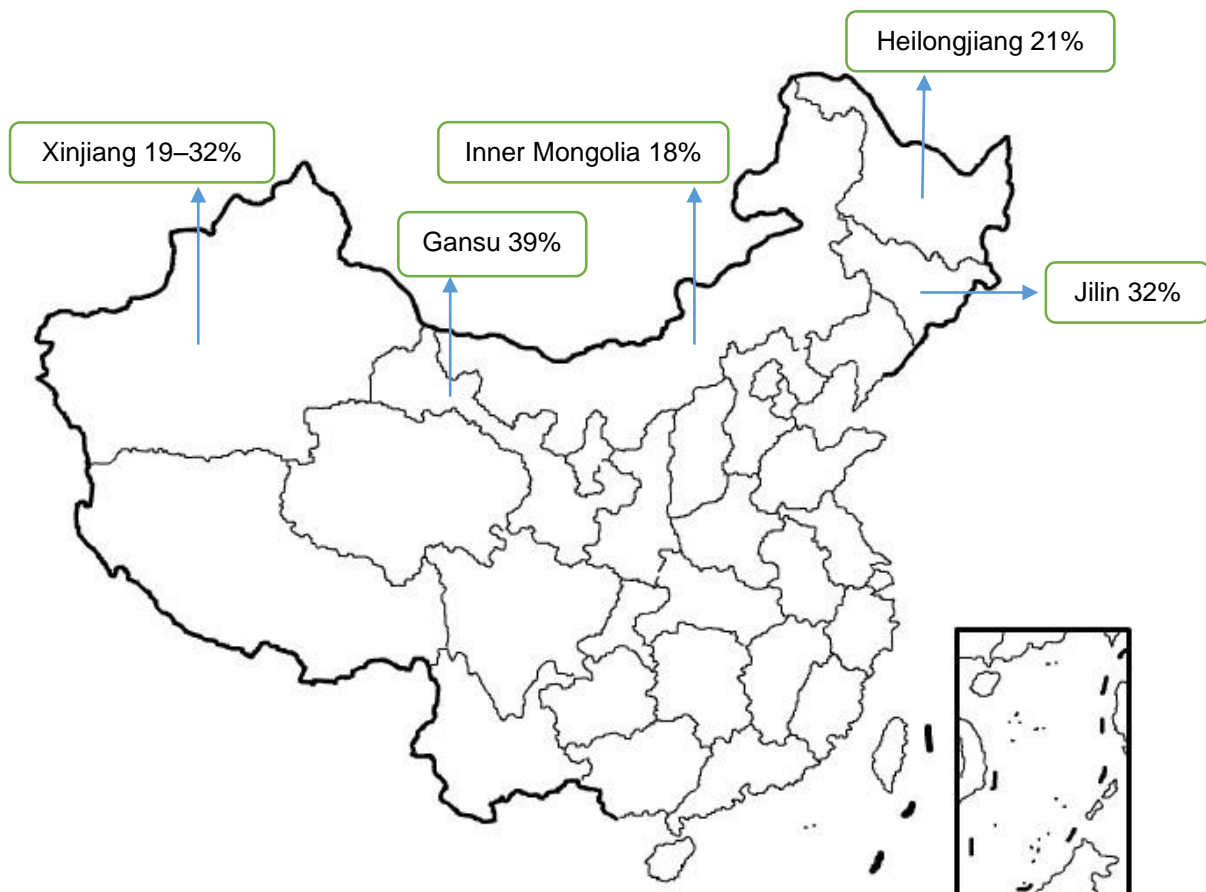 Heilongjiang 21%
Xinjiang 19–32%
Inner Mongolia 18%
Gansu 39%
Jilin 32%